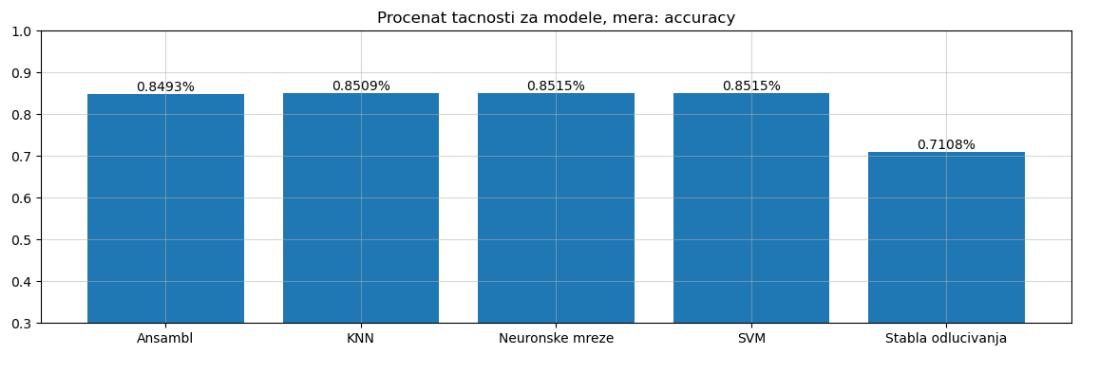 Procenat tacnosti za modele, mera: accuracy
1.0
0.9
0.8
0.7
0.6
0.5
0.4
0.3
0.8493%
0.8509%
0.8515%
0.8515%
0.7108%
Ansambl
KNN
Neuronske mreze
SVM
Stabla odlucivanja